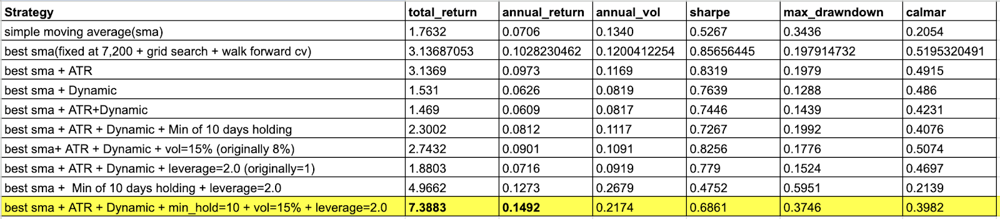 Strategy total_return annual_return annual_vol sharpe max_drawndown calmar
simple moving average(sma) 1.7632 0.0706 0.1340 0.5267 0.3436 0.2054
best sma(fixed at 7,200 + grid search + walk forward cv) 3.13687053 0.1028230462 0.1200412254 0.85656445 0.197914732 0.5195320491
best sma + ATR 3.1369 0.0973 0.1169 0.8319 0.1979 0.4915
best sma + Dynamic 1.531 0.0626 0.0819 0.7639 0.1288 0.486
best sma + ATR+Dynamic 1.469 0.0609 0.0817 0.7446 0.1439 0.4231
best sma + ATR + Dynamic + Min of 10 days holding 2.3002 0.0812 0.1117 0.7267 0.1992 0.4076
best sma+ ATR + Dynamic + vol=15% (originally 8%) 2.7432 0.0901 0.1091 0.8256 0.1776 0.5074
best sma + ATR + Dynamic + leverage=2.0 (originally=1) 1.8803 0.0716 0.0919 0.779 0.1524 0.4697
best sma +  Min of 10 days holding + leverage=2.0 4.9662 0.1273 0.2679 0.4752 0.5951 0.2139
best sma + ATR + Dynamic + min_hold=10 + vol=15% + leverage=2.0 7.3883 0.1492 0.2174 0.6861 0.3746 0.3982